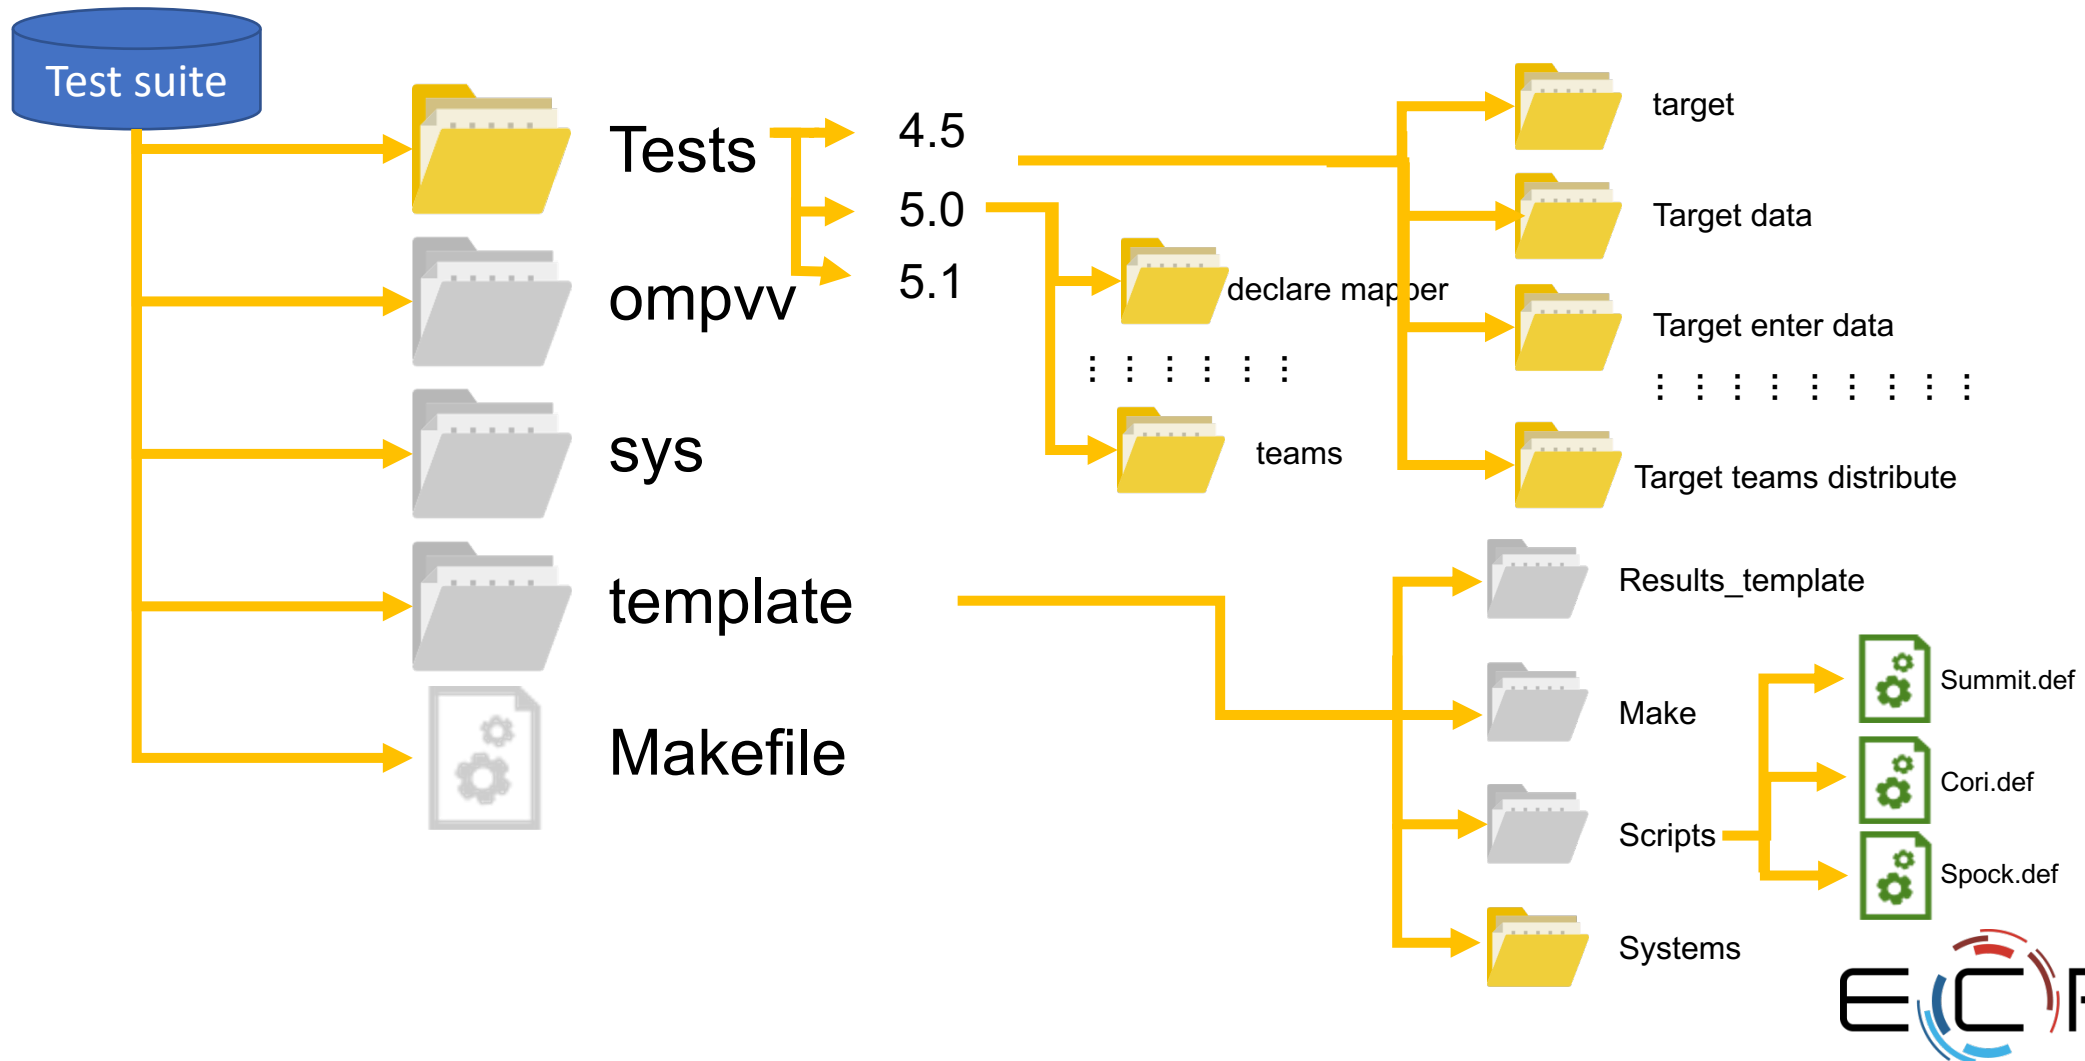 Test suite
Tests
ompvv
sys
template
Makefile
4.5
5.0
5.1
declare mapper
teams
target
Target data
Target enter data
Target teams distribute
Results_template
Make
Scripts
Systems
Summit.def
Cori.def
Spock.def
EC